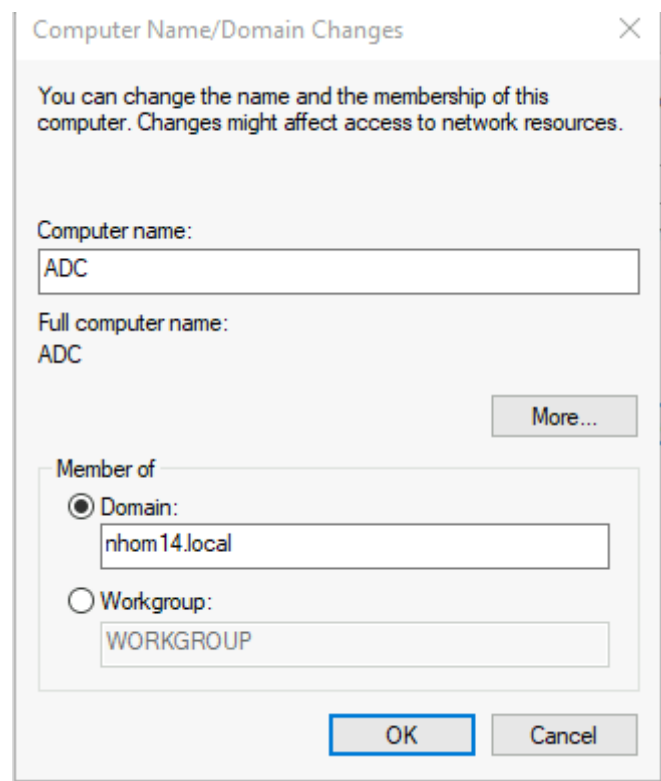 Computer Name/Domain Changes
You can change the name and the membership of this
computer. Changes might affect access to network resources.
Computer name:
ADC
Full computer name:
ADC
More...
Member of
Domain:
nhom14.local
Workgroup:
WORKGROUP
OK
Cancel